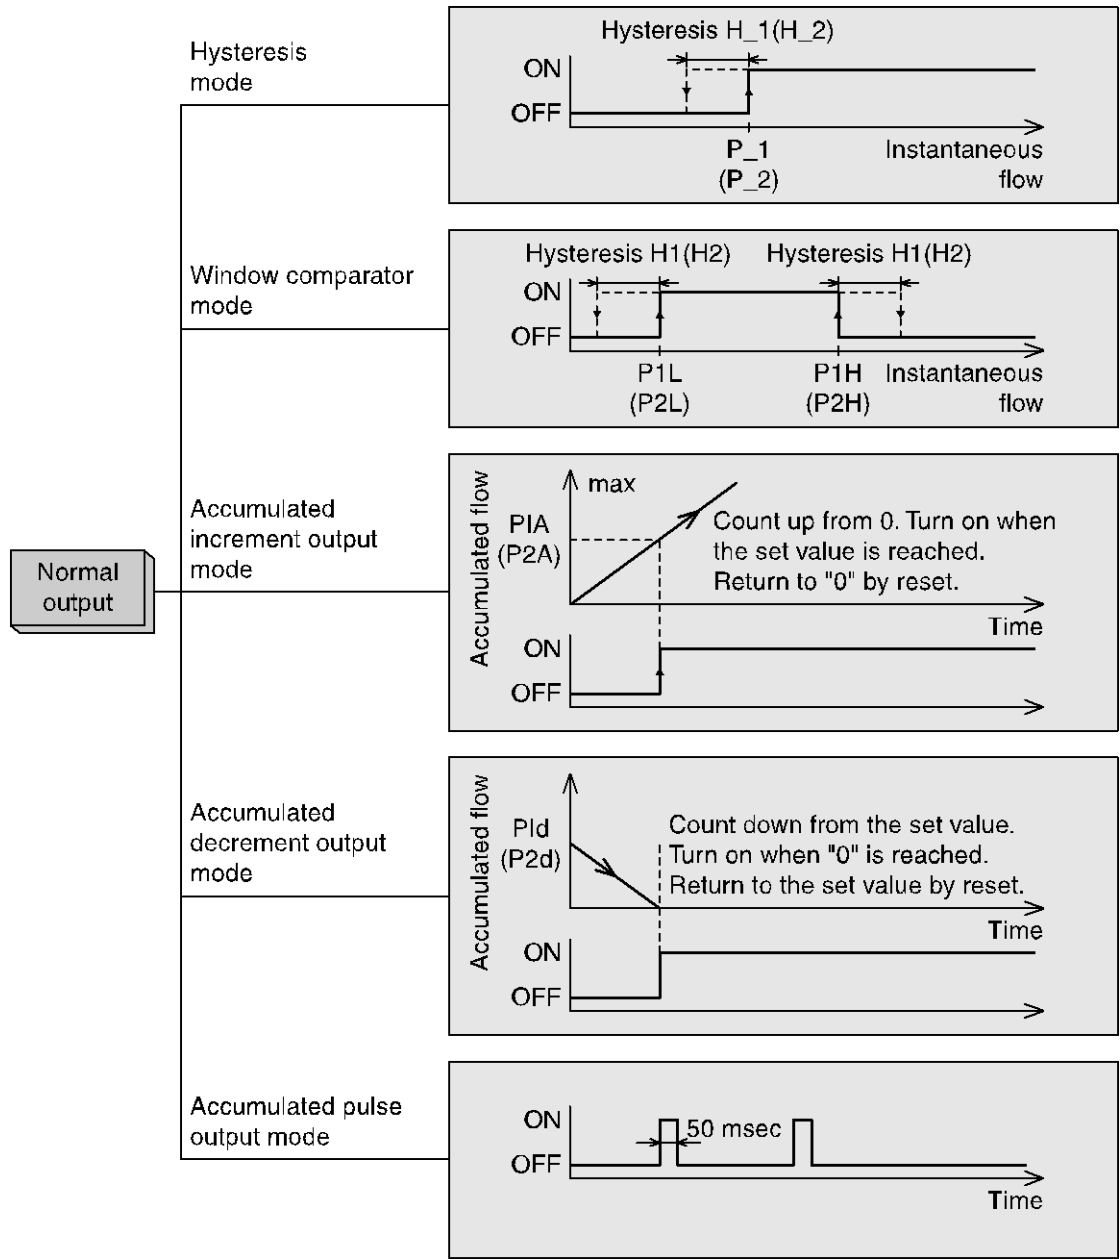 Normal
output
Hysteresis
mode
Hysteresis H_1(H_2)
ON
OFF
P_1
(P_2)
Instantaneous
flow
Window comparator
mode
Hysteresis H1(H2)
Hysteresis H1(H2)
ON
OFF
P1L
(P2L)
P1H
(P2H)
Instantaneous
flow
Accumulated
increment output
mode
Accumulated flow
max
PIA
(P2A)
Count up from 0. Turn on when
the set value is reached.
Return to "0" by reset.
Time
ON
OFF
Accumulated
decrement output
mode
Accumulated flow
PId
(P2d)
Count down from the set value.
Turn on when "0" is reached.
Return to the set value by reset.
Time
ON
OFF
Accumulated pulse
output mode
ON
OFF
50 msec
Time